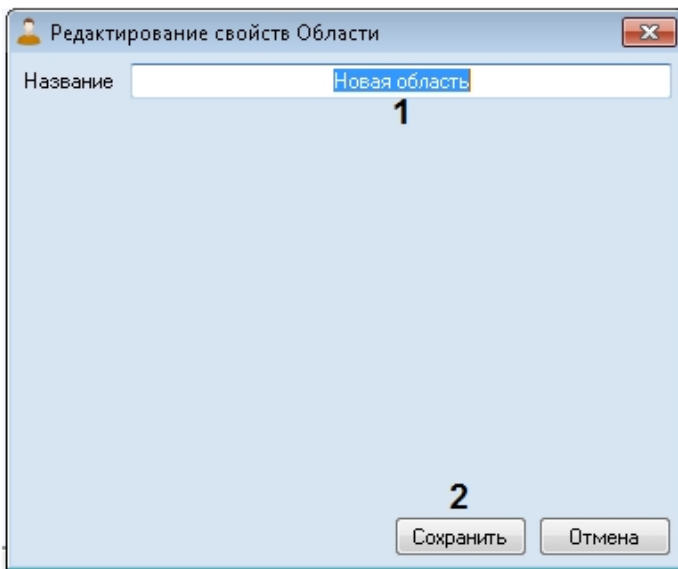 Редактирование свойств Области
Название Новая область
1
2
Сохранить Отмена